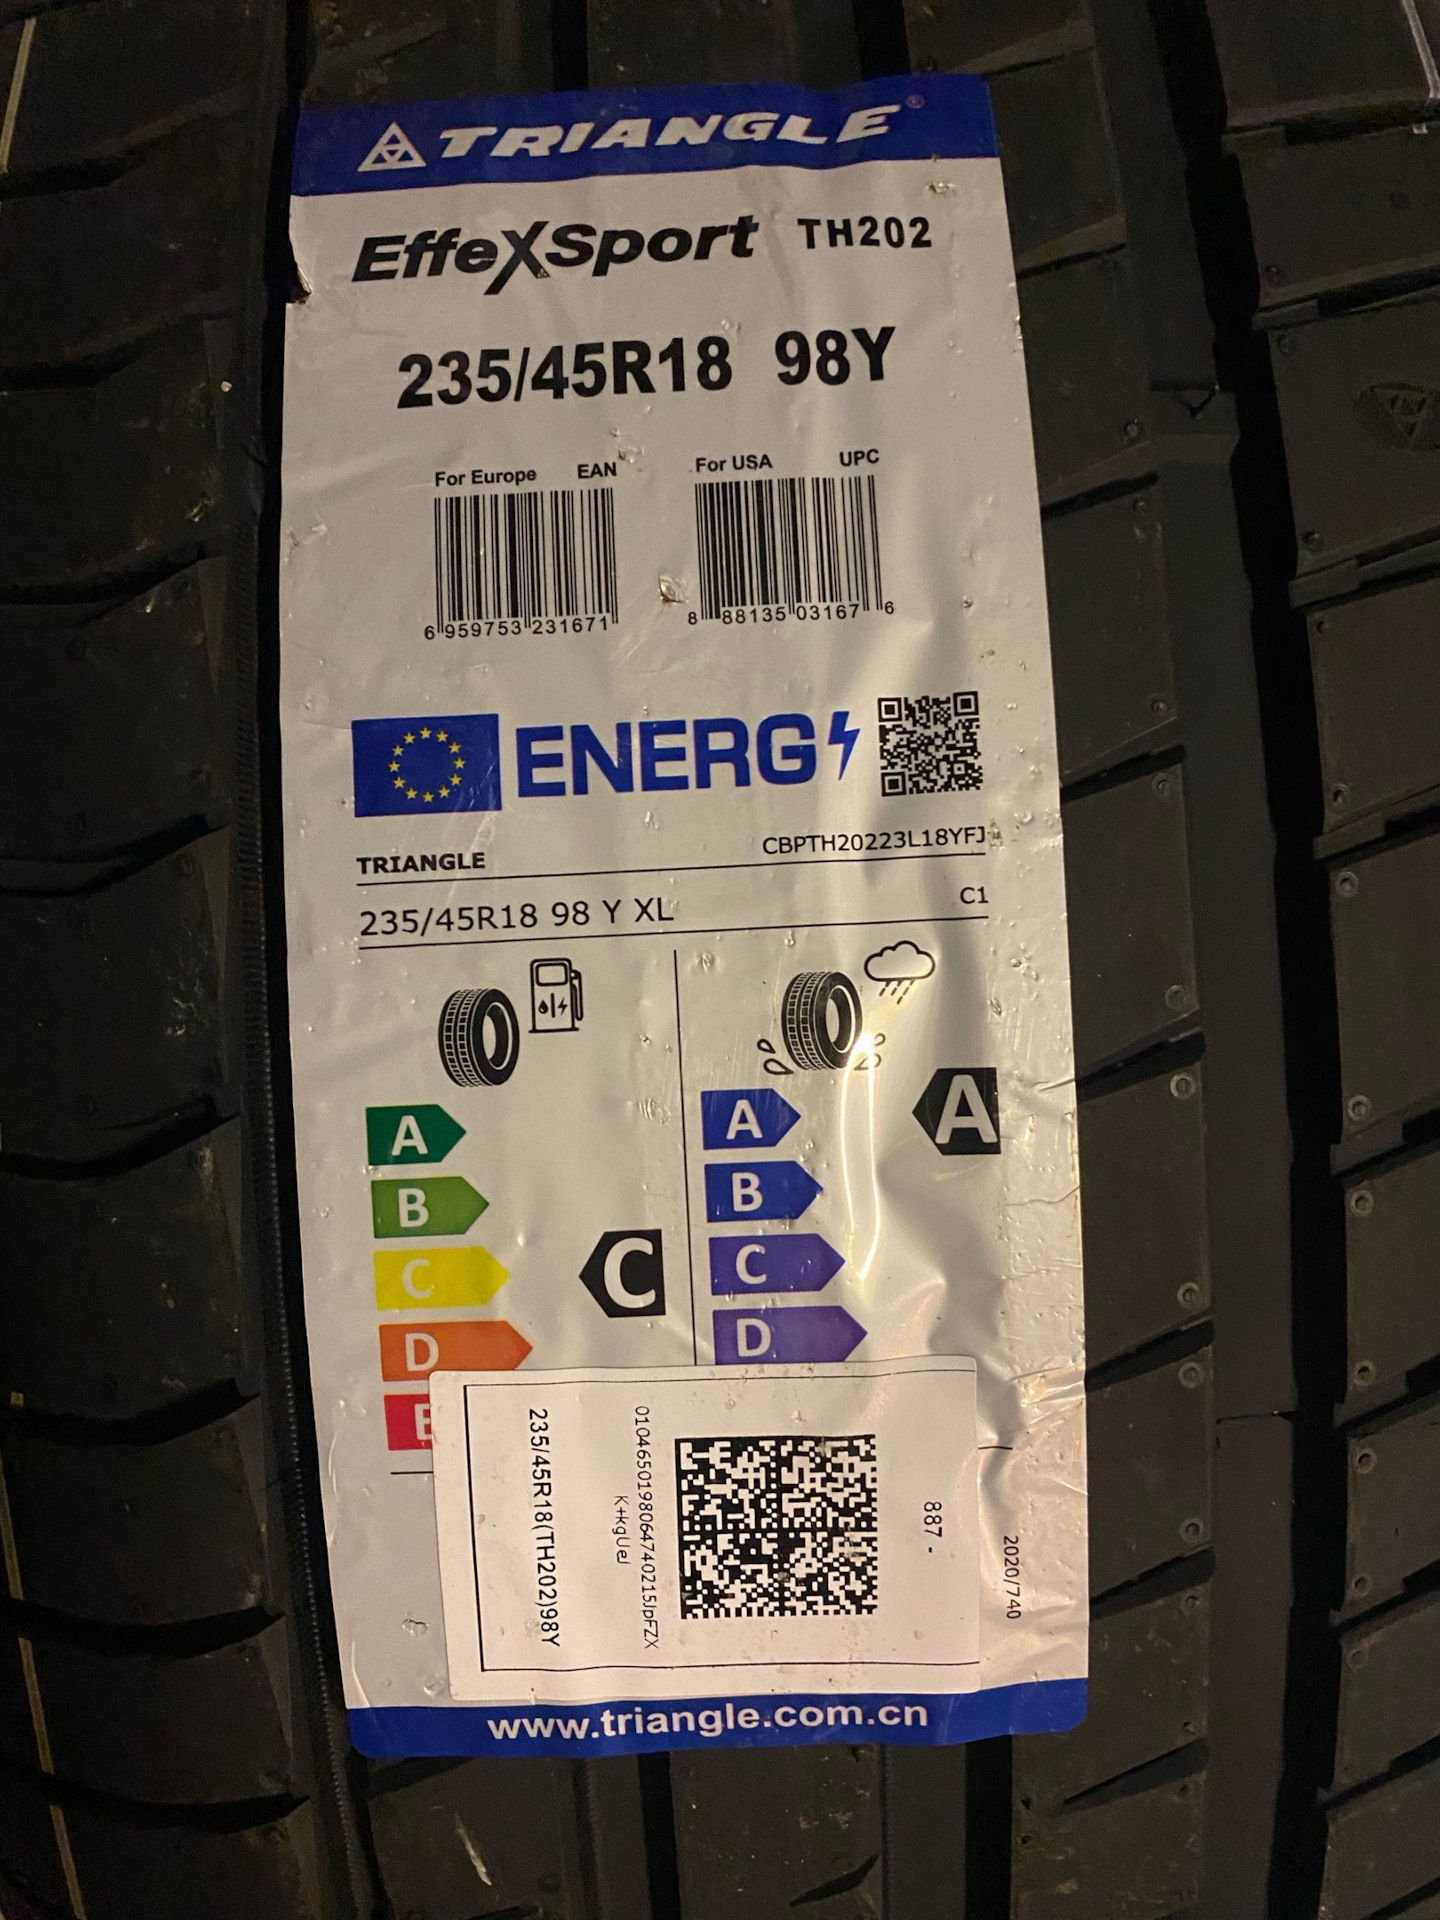 TRIANGLE®
EffeXSport TH202
235/45R18 98Y
For Europe EAN
For USA UPC
6 959753 231671
8 88135 03167 6
ENERG
TRIANGLE
CBPTH20223L18YFJ
235/45R18 98 Y XL
C1
A
B
C
D
E
C
A
B
C
D
A
235/45R18(TH202)98Y
0104650198064740215JpFZX
K+kgUeJ
887 -
2020/740
www.triangle.com.cn